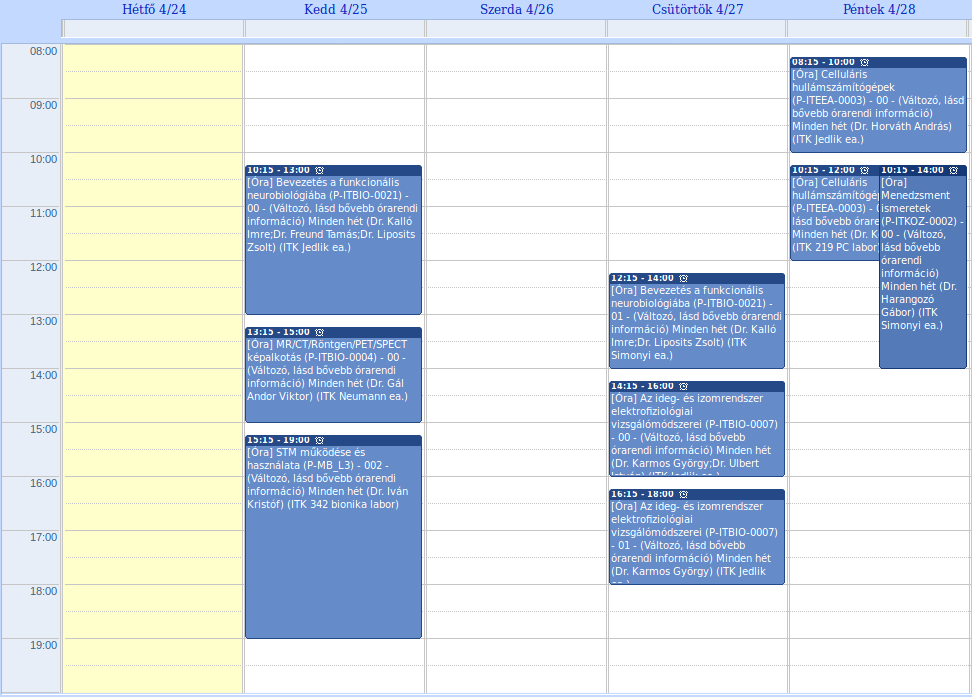 Hétfő 4/24
Kedd 4/25
Szerda 4/26
Csütörtök 4/27
Péntek 4/28
08:00
09:00
10:00
11:00
12:00
13:00
14:00
15:00
16:00
17:00
18:00
19:00
10:15 - 13:00
[Óra] Bevezetés a funkcionális
neurobiológiába (P-ITBIO-0021) -
00 - (Változó, lásd bővebb órarendi
információ) Minden hét (Dr. Kalló
Imre;Dr. Freund Tamás;Dr. Liposits
Zsolt) (ITK Jedlik ea.)
13:15 - 15:00
[Óra] MR/CT/Röntgen/PET/SPECT
képalkotás (P-ITBIO-0004) - 00 -
(Változó, lásd bővebb órarendi
információ) Minden hét (Dr. Gál
Andor Viktor) (ITK Neumann ea.)
15:15 - 19:00
[Óra] STM működése és
használata (P-MB_L3) - 002 -
(Változó, lásd bővebb órarendi
információ) Minden hét (Dr. Iván
Kristóf) (ITK 342 bionika labor)
12:15 - 14:00
[Óra] Bevezetés a funkcionális
neurobiológiába (P-ITBIO-0021) -
01 - (Változó, lásd bővebb órarendi
információ) Minden hét (Dr. Kalló
Imre;Dr. Liposits Zsolt) (ITK
Simonyi ea.)
14:15 - 16:00
[Óra] Az ideg- és izomrendszer
elektrofiziológiai
vizsgálómódszerei (P-ITBIO-0007)
- 00 - (Változó, lásd bővebb
órarendi információ) Minden hét
(Dr. Karmos György;Dr. Ulbert
István) (ITK Jedlik ea.)
16:15 - 18:00
[Óra] Az ideg- és izomrendszer
elektrofiziológiai
vizsgálómódszerei (P-ITBIO-0007)
- 01 - (Változó, lásd bővebb
órarendi információ) Minden hét
(Dr. Karmos György) (ITK Jedlik
08:15 - 10:00
[Óra] Celluláris
hullámszámítógépek
(P-ITEEA-0003) - 00 - (Változó, lásd
bővebb órarendi információ)
Minden hét (Dr. Horváth András)
(ITK Jedlik ea.)
10:15 - 12:00
[Óra] Celluláris
hullámszámítógép
(P-ITEEA-0003) -
lásd bővebb órare
Minden hét (Dr. K
(ITK 219 PC labor
10:15 - 14:00
[Óra]
Menedzsment
ismeretek
(P-ITKOZ-0002) -
00 - (Változó,
lásd bővebb
órarendi
információ)
Minden hét (Dr.
Harangozó
Gábor) (ITK
Simonyi ea.)